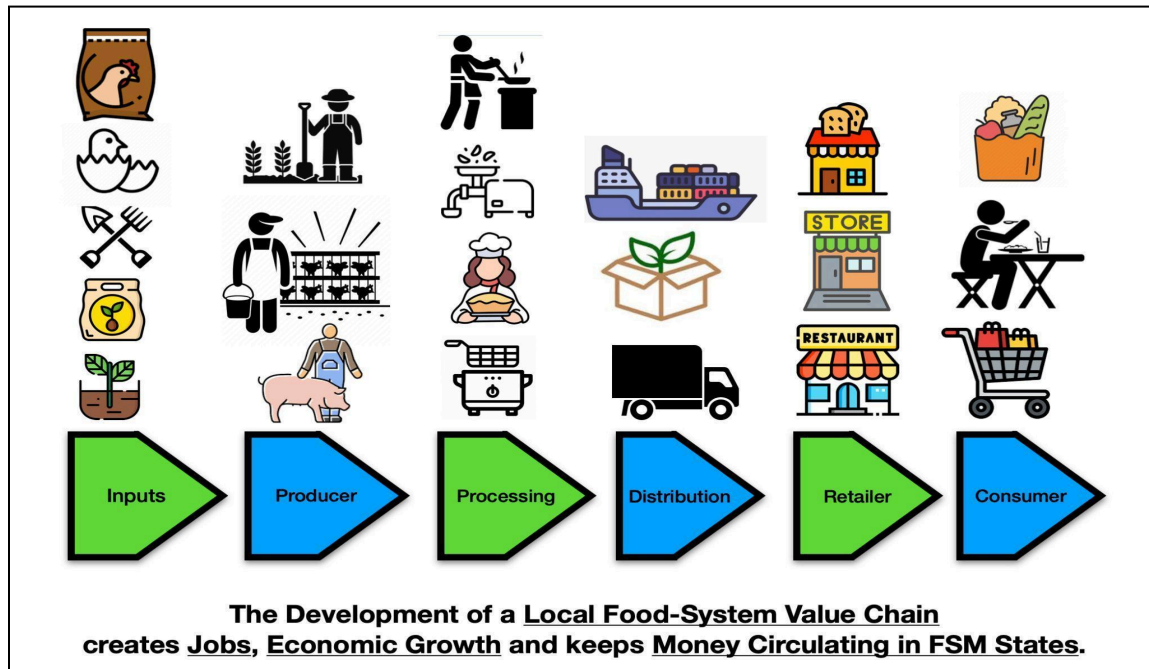 STORE
RESTAURANT
Inputs
Producer
Processing
Distribution
Retailer
Consumer
The Development of a Local Food-System Value Chain
creates Jobs, Economic Growth and keeps Money Circulating in FSM States.